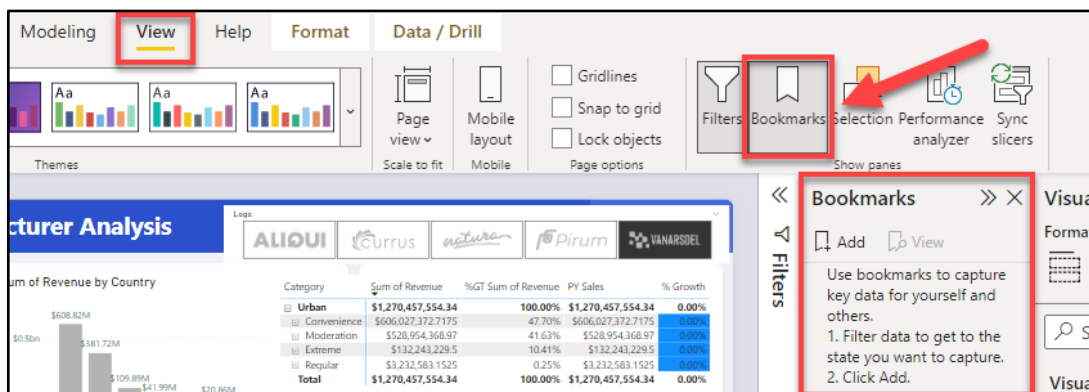 Modeling View Help Format Data / Drill
Aa Aa Aa
Page view
Mobile layout
Gridlines
Snap to grid
Lock objects
Filters Bookmarks Selection Performance analyzer Sync slicers
Themes Scale to fit Mobile Page options Show panes
cturer Analysis
Logo
ALIQUI Currus natura Pirum VANARSDEL
um of Revenue by Country
$608.82M
$0.5bn
$381.72M
$109.89M
$41.99M
$20.86M
Category Sum of Revenue %GT Sum of Revenue PY Sales % Growth
Urban $1,270,457,554.34 100.00% $1,270,457,554.34 0.00%
Convenience $606,027,372.7175 47.70% $606,027,372.7175 0.00%
Moderation $528,954,368.97 41.63% $528,954,368.97 0.00%
Extreme $132,243,229.5 10.41% $132,243,229.5 0.00%
Regular $3,232,583.1525 0.25% $3,232,583.1525 0.00%
Total $1,270,457,554.34 100.00% $1,270,457,554.34 0.00%
Filters
Bookmarks
Add View
Use bookmarks to capture
key data for yourself and
others.
1. Filter data to get to the
state you want to capture.
2. Click Add.
Visua
Forma
S
Visua